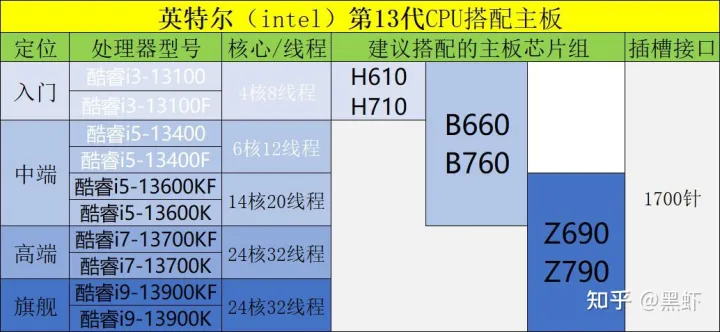 英特尔（intel）第13代CPU搭配主板
定位 处理器型号 核心/线程 建议搭配的主板芯片组 插槽接口
入门 酷睿i3-13100 4核8线程 H610 B660 1700针
酷睿i3-13100F H710 B760
中端 酷睿i5-13400 6核12线程
酷睿i5-13400F
酷睿i5-13600KF 14核20线程 Z690
酷睿i5-13600K Z790
高端 酷睿i7-13700KF 24核32线程
酷睿i7-13700K
旗舰 酷睿i9-13900KF 24核32线程
酷睿i9-13900K
知乎 @黑虾